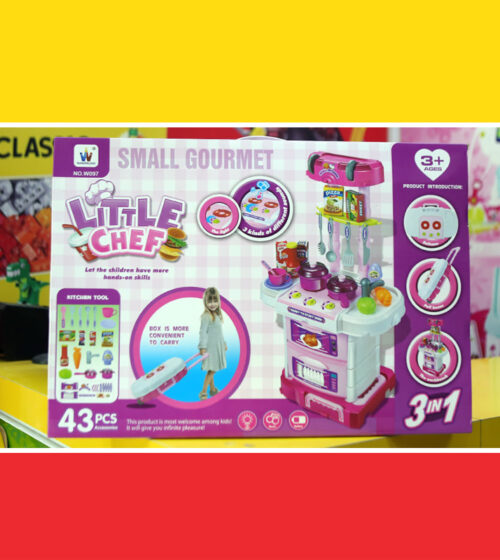 CLAS
NO.W097
SMALL GOURMET
3+
AGES
PRODUCT INTRODUCTION:
LITTLE
CHEF
Let the children have more
hands-on skills
KITCHEN TOOL
BOX IS MORE
CONVENIENT
TO CARRY
43 PCS
Accessories
This product is most welcome among kids!
It will give you infinite pleasure!
3 IN 1